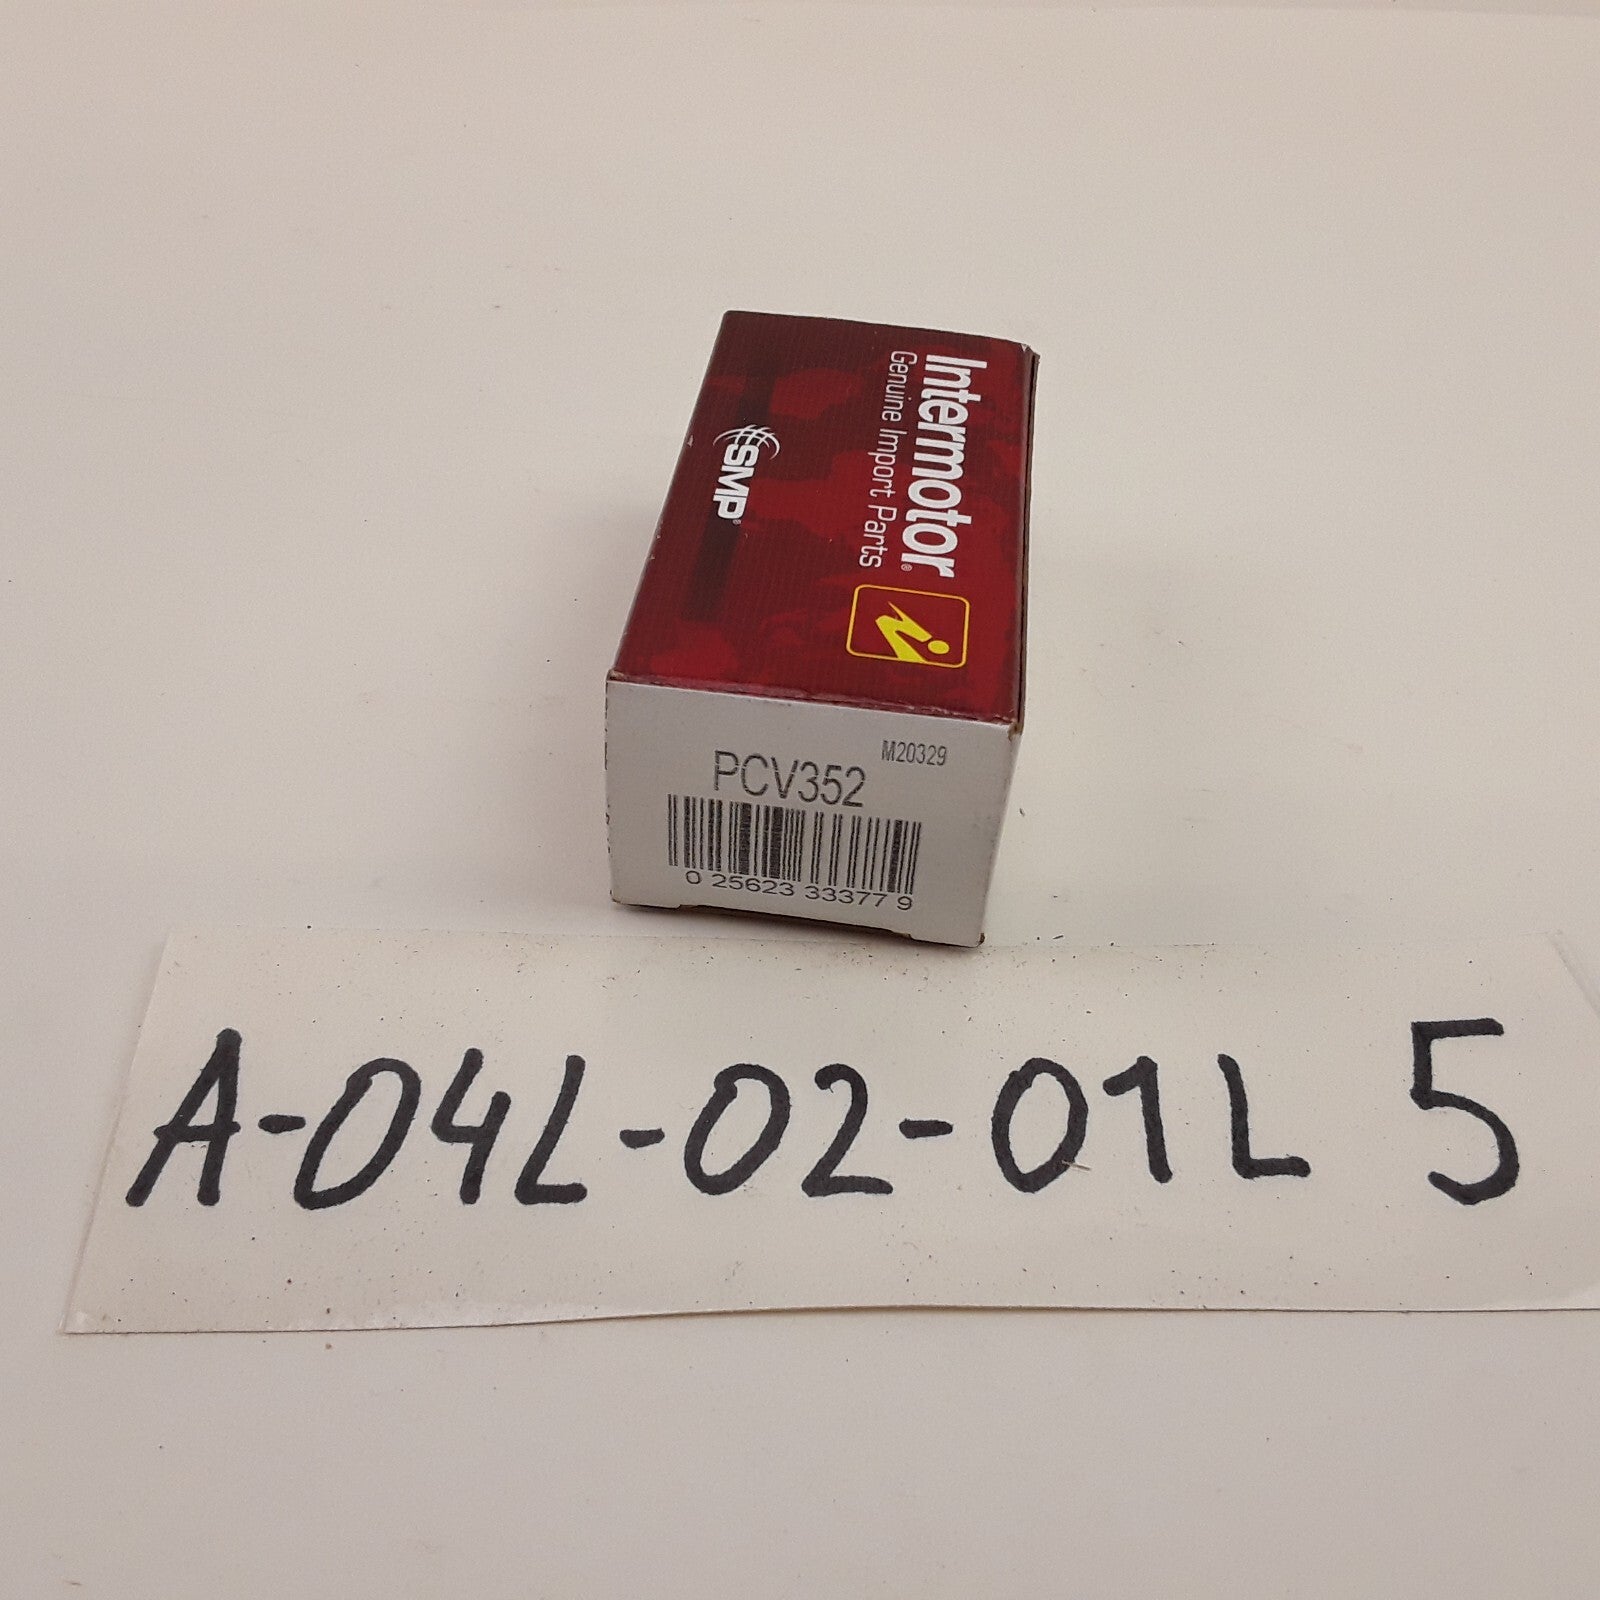 Intermotor®
Genuine Import Parts
SMP®
M20329
PCV352
0 25623 33377 9
A-04L-02-01L 5